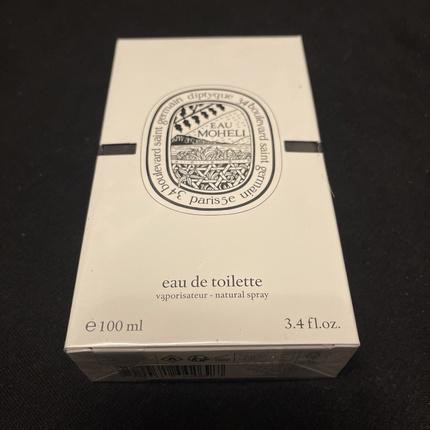 34 boulevard saint germain diptyque 34 boulevard saint germain
EAU
MOHELI
paris5e
eau de toilette
vaporisateur - natural spray
℮ 100 ml
3.4 fl.oz.